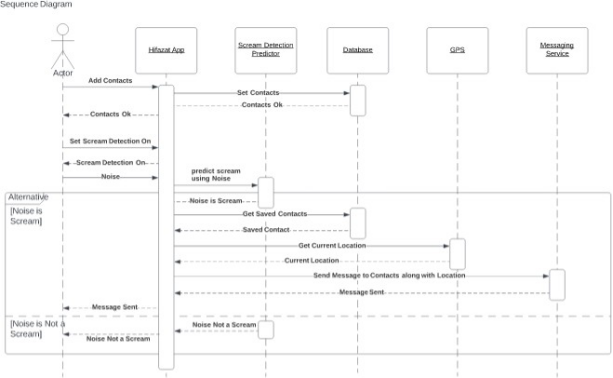 Sequence Diagram
Actor
Hifazat App
Scream Detection
Predictor
Database
GPS
Messaging
Service
Add Contacts
Set Contacts
Contacts Ok
Contacts Ok
Set Scream Detection On
Scream Detection On
Noise
predict scream
using Noise
Alternative
Noise is Scream
[Noise is
Scream]
Get Saved Contacts
Saved Contact
Get Current Location
Current Location
Send Message to Contacts along with Location
Message Sent
Message Sent
[Noise is Not a
Scream]
Noise Not a Scream
Noise Not a Scream